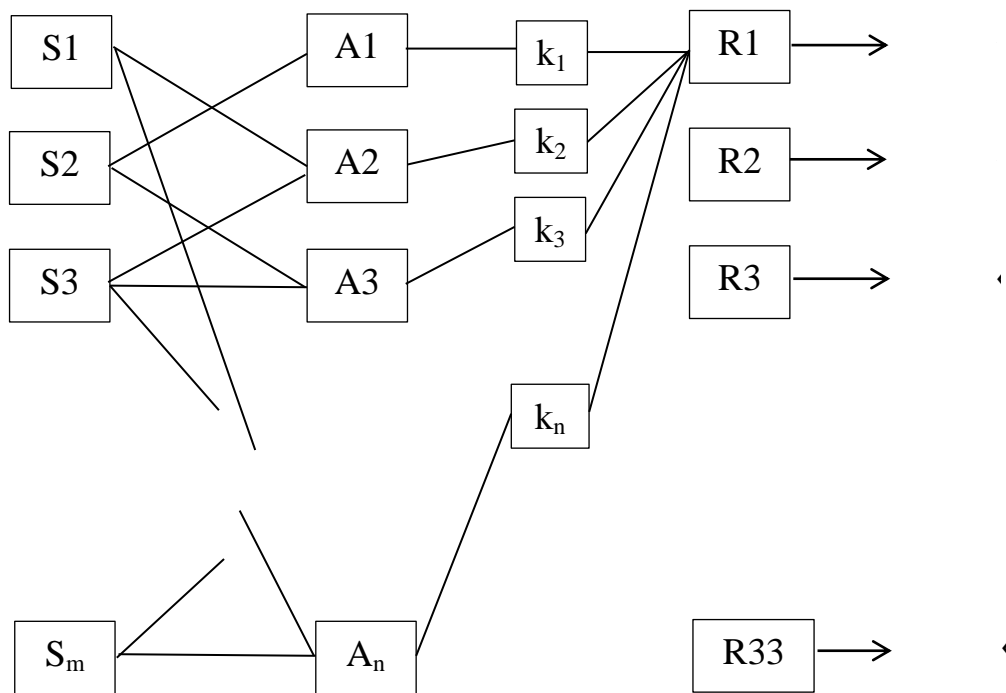 S1 A1 k₁ R1
S2 A2 k₂ R2
S3 A3 k₃ R3
kₙ
Sₘ Aₙ R33